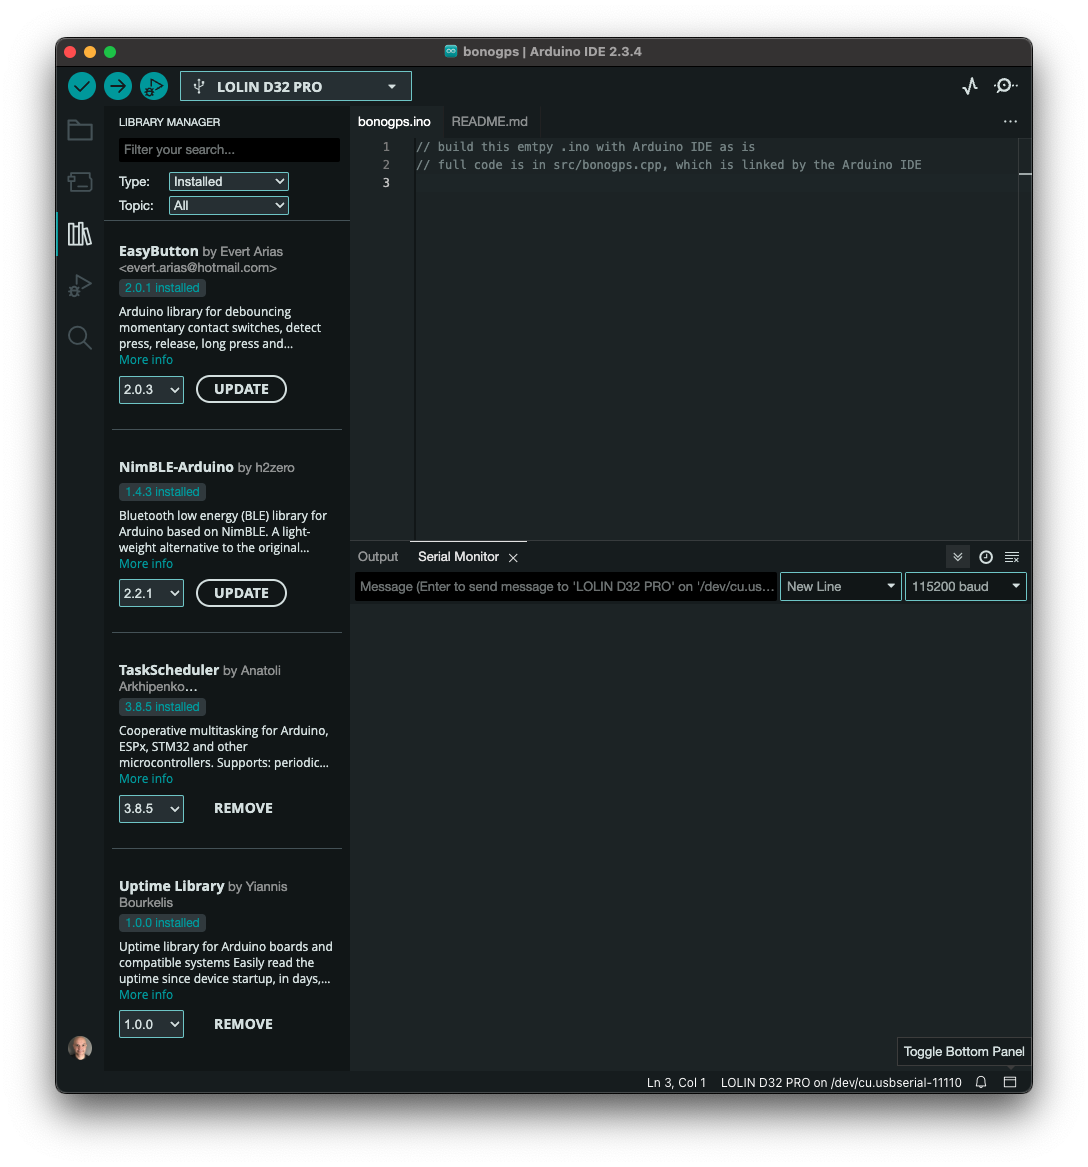 bonogps | Arduino IDE 2.3.4
LOLIN D32 PRO
LIBRARY MANAGER
Filter your search...
Type: Installed
Topic: All
EasyButton by Evert Arias
<evert.arias@hotmail.com>
2.0.1 installed
Arduino library for debouncing
momentary contact switches, detect
press, release, long press and...
More info
2.0.3 UPDATE
NimBLE-Arduino by h2zero
1.4.3 installed
Bluetooth low energy (BLE) library for
Arduino based on NimBLE. A light-
weight alternative to the original...
More info
2.2.1 UPDATE
TaskScheduler by Anatoli
Arkhipenko...
3.8.5 installed
Cooperative multitasking for Arduino,
ESPx, STM32 and other
microcontrollers. Supports: periodic...
More info
3.8.5 REMOVE
Uptime Library by Yiannis
Bourkelis
1.0.0 installed
Uptime library for Arduino boards and
compatible systems Easily read the
uptime since device startup, in days,...
More info
1.0.0 REMOVE
bonogps.ino README.md
1 // build this emtpy .ino with Arduino IDE as is
2 // full code is in src/bonogps.cpp, which is linked by the Arduino IDE
3
Output Serial Monitor
Message (Enter to send message to 'LOLIN D32 PRO' on '/dev/cu.us... New Line 115200 baud
Toggle Bottom Panel
Ln 3, Col 1 LOLIN D32 PRO on /dev/cu.usbserial-11110